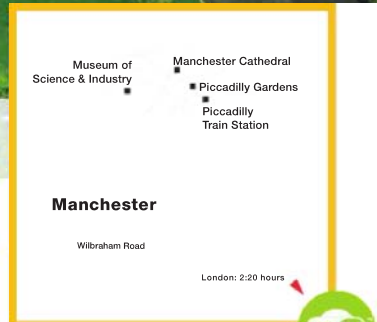 Museum of
Science & Industry
Manchester Cathedral
Piccadilly Gardens
Piccadilly
Train Station
Manchester
Wilbraham Road
London: 2:20 hours